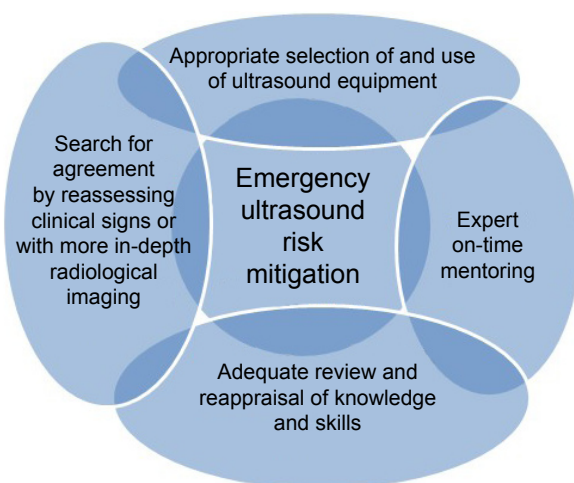 Appropriate selection of and use
of ultrasound equipment
Search for
agreement
by reassessing
clinical signs or
with more in-depth
radiological
imaging
Emergency
ultrasound
risk
mitigation
Expert
on-time
mentoring
Adequate review and
reappraisal of knowledge
and skills